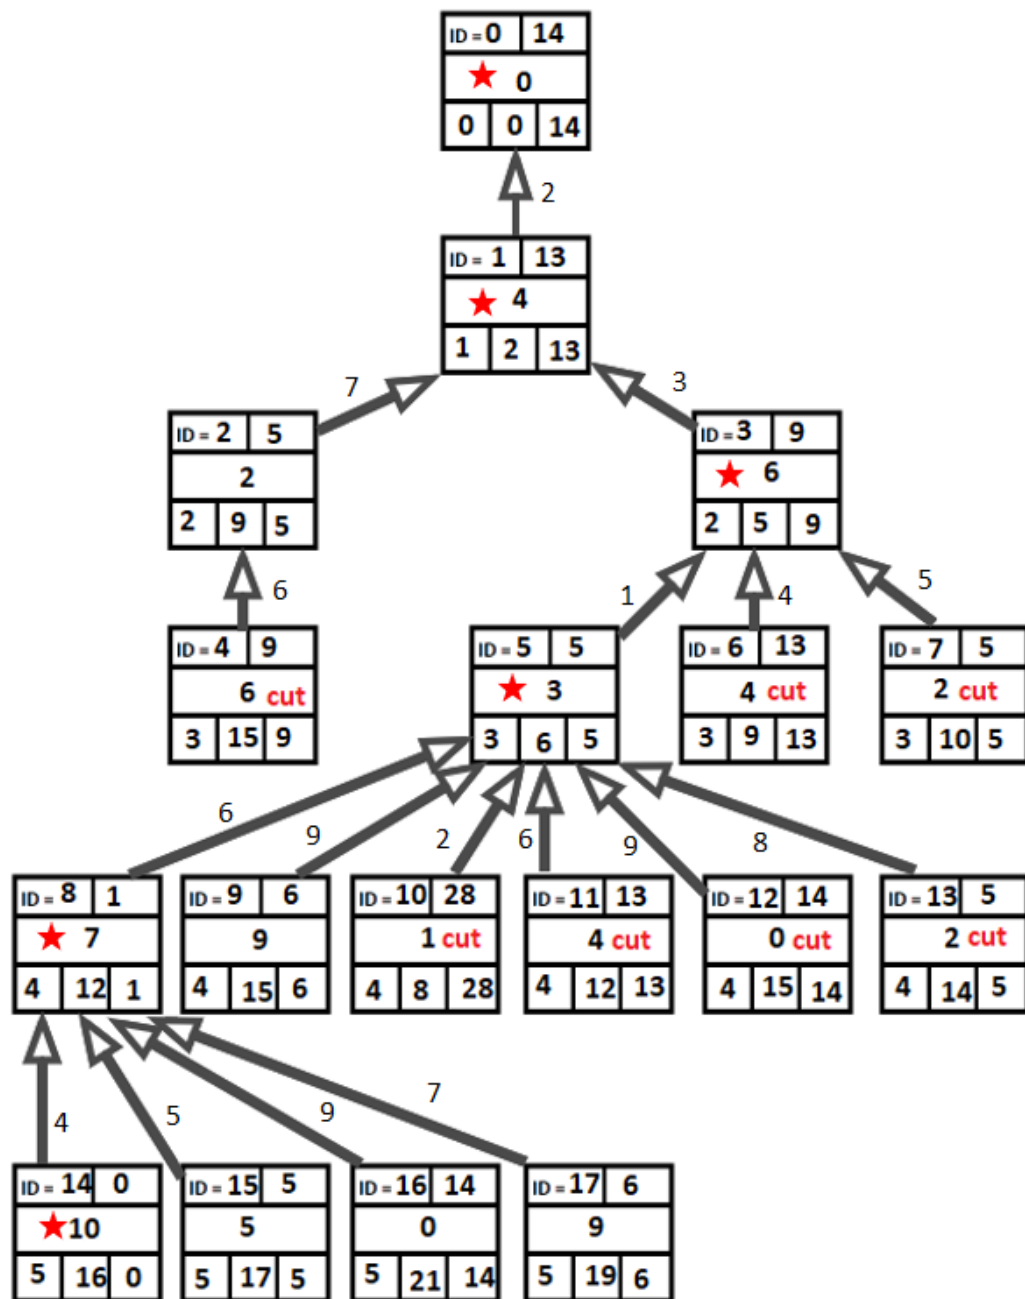 ID = 0 14
0
0 0 14
2
ID = 1 13
4
1 2 13
7 3
ID = 2 5
2
2 9 5
ID = 3 9
6
2 5 9
6 1 4 5
ID = 4 9
6 cut
3 15 9
ID = 5 5
3
3 6 5
ID = 6 13
4 cut
3 9 13
ID = 7 5
2 cut
3 10 5
6 9 2 6 9 8
ID = 8 1
7
4 12 1
ID = 9 6
9
4 15 6
ID = 10 28
1 cut
4 8 28
ID = 11 13
4 cut
4 12 13
ID = 12 14
0 cut
4 15 14
ID = 13 5
2 cut
4 14 5
4 5 9 7
ID = 14 0
10
5 16 0
ID = 15 5
5
5 17 5
ID = 16 14
0
5 21 14
ID = 17 6
9
5 19 6